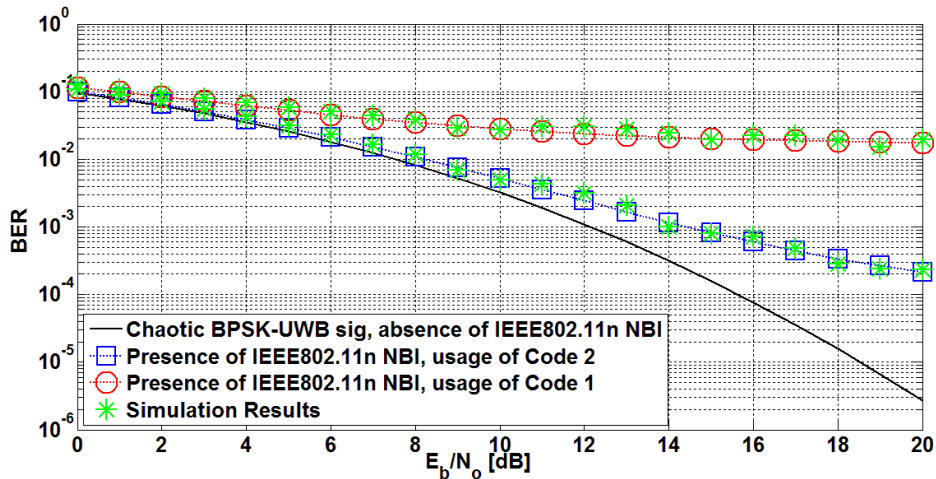 10^0
10^-1
10^-2
10^-3
10^-4
10^-5
10^-6
BER
Chaotic BPSK-UWB sig, absence of IEEE802.11n NBI
Presence of IEEE802.11n NBI, usage of Code 2
Presence of IEEE802.11n NBI, usage of Code 1
Simulation Results
0 2 4 6 8 10 12 14 16 18 20
E_b/N_o [dB]